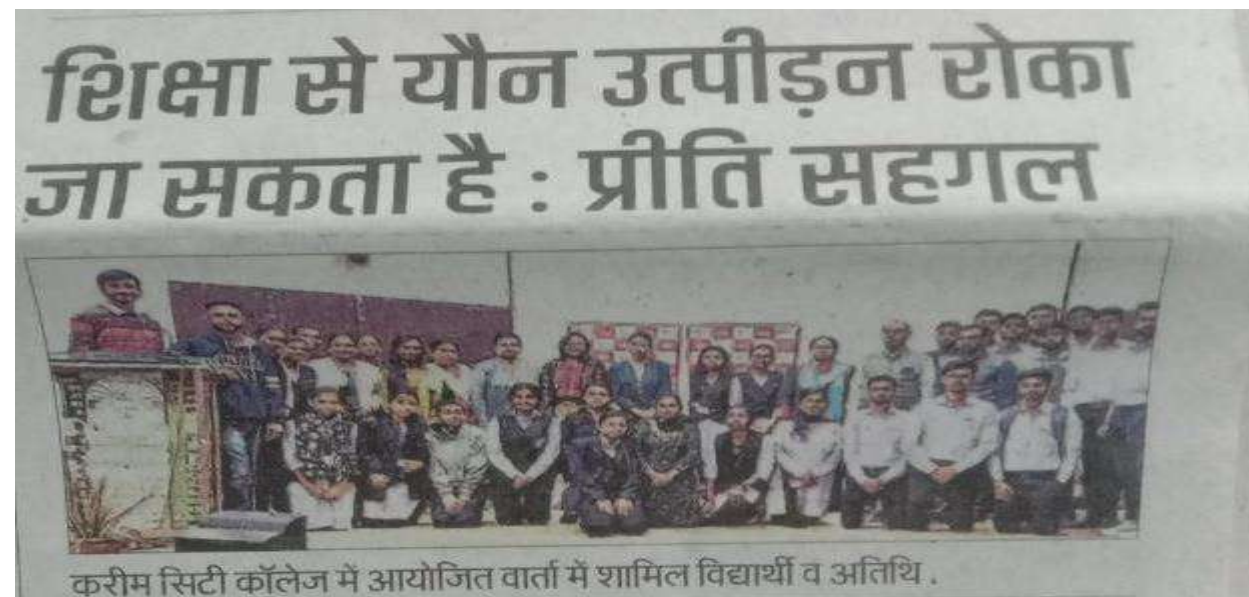 शिक्षा से यौन उत्पीड़न रोका
जा सकता है : प्रीति सहगल
करीम सिटी कॉलेज में आयोजित वार्ता में शामिल विद्यार्थी व अतिथि .